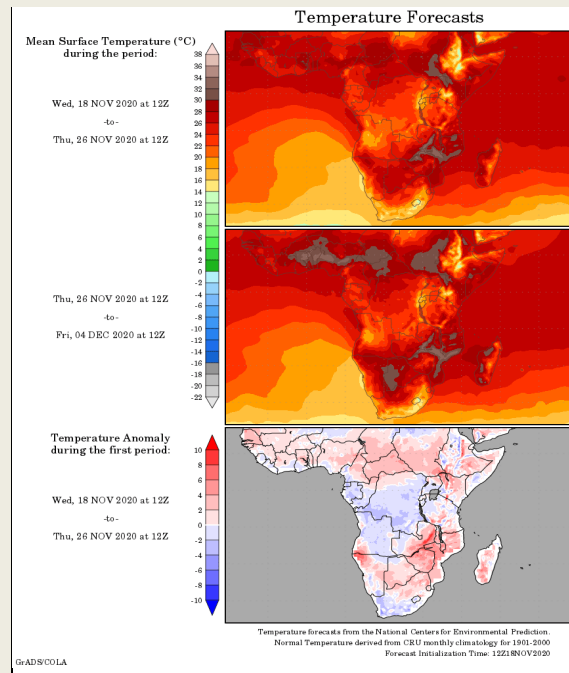 Temperature Forecasts
Mean Surface Temperature (°C)
during the period:
Wed, 18 NOV 2020 at 12Z
-to-
Thu, 26 NOV 2020 at 12Z
38
36
34
32
30
28
26
24
22
20
18
16
14
12
10
8
6
4
2
0
-2
-4
-6
-8
-10
-12
-14
-16
-18
-20
-22
Thu, 26 NOV 2020 at 12Z
-to-
Fri, 04 DEC 2020 at 12Z
Temperature Anomaly
during the first period:
Wed, 18 NOV 2020 at 12Z
-to-
Thu, 26 NOV 2020 at 12Z
10
8
6
4
2
0
-2
-4
-6
-8
-10
Temperature forecasts from the National Centers for Environmental Prediction.
Normal Temperature derived from CRU monthly climatology for 1901-2000
Forecast Initialization Time: 12Z18NOV2020
GrADS/COLA